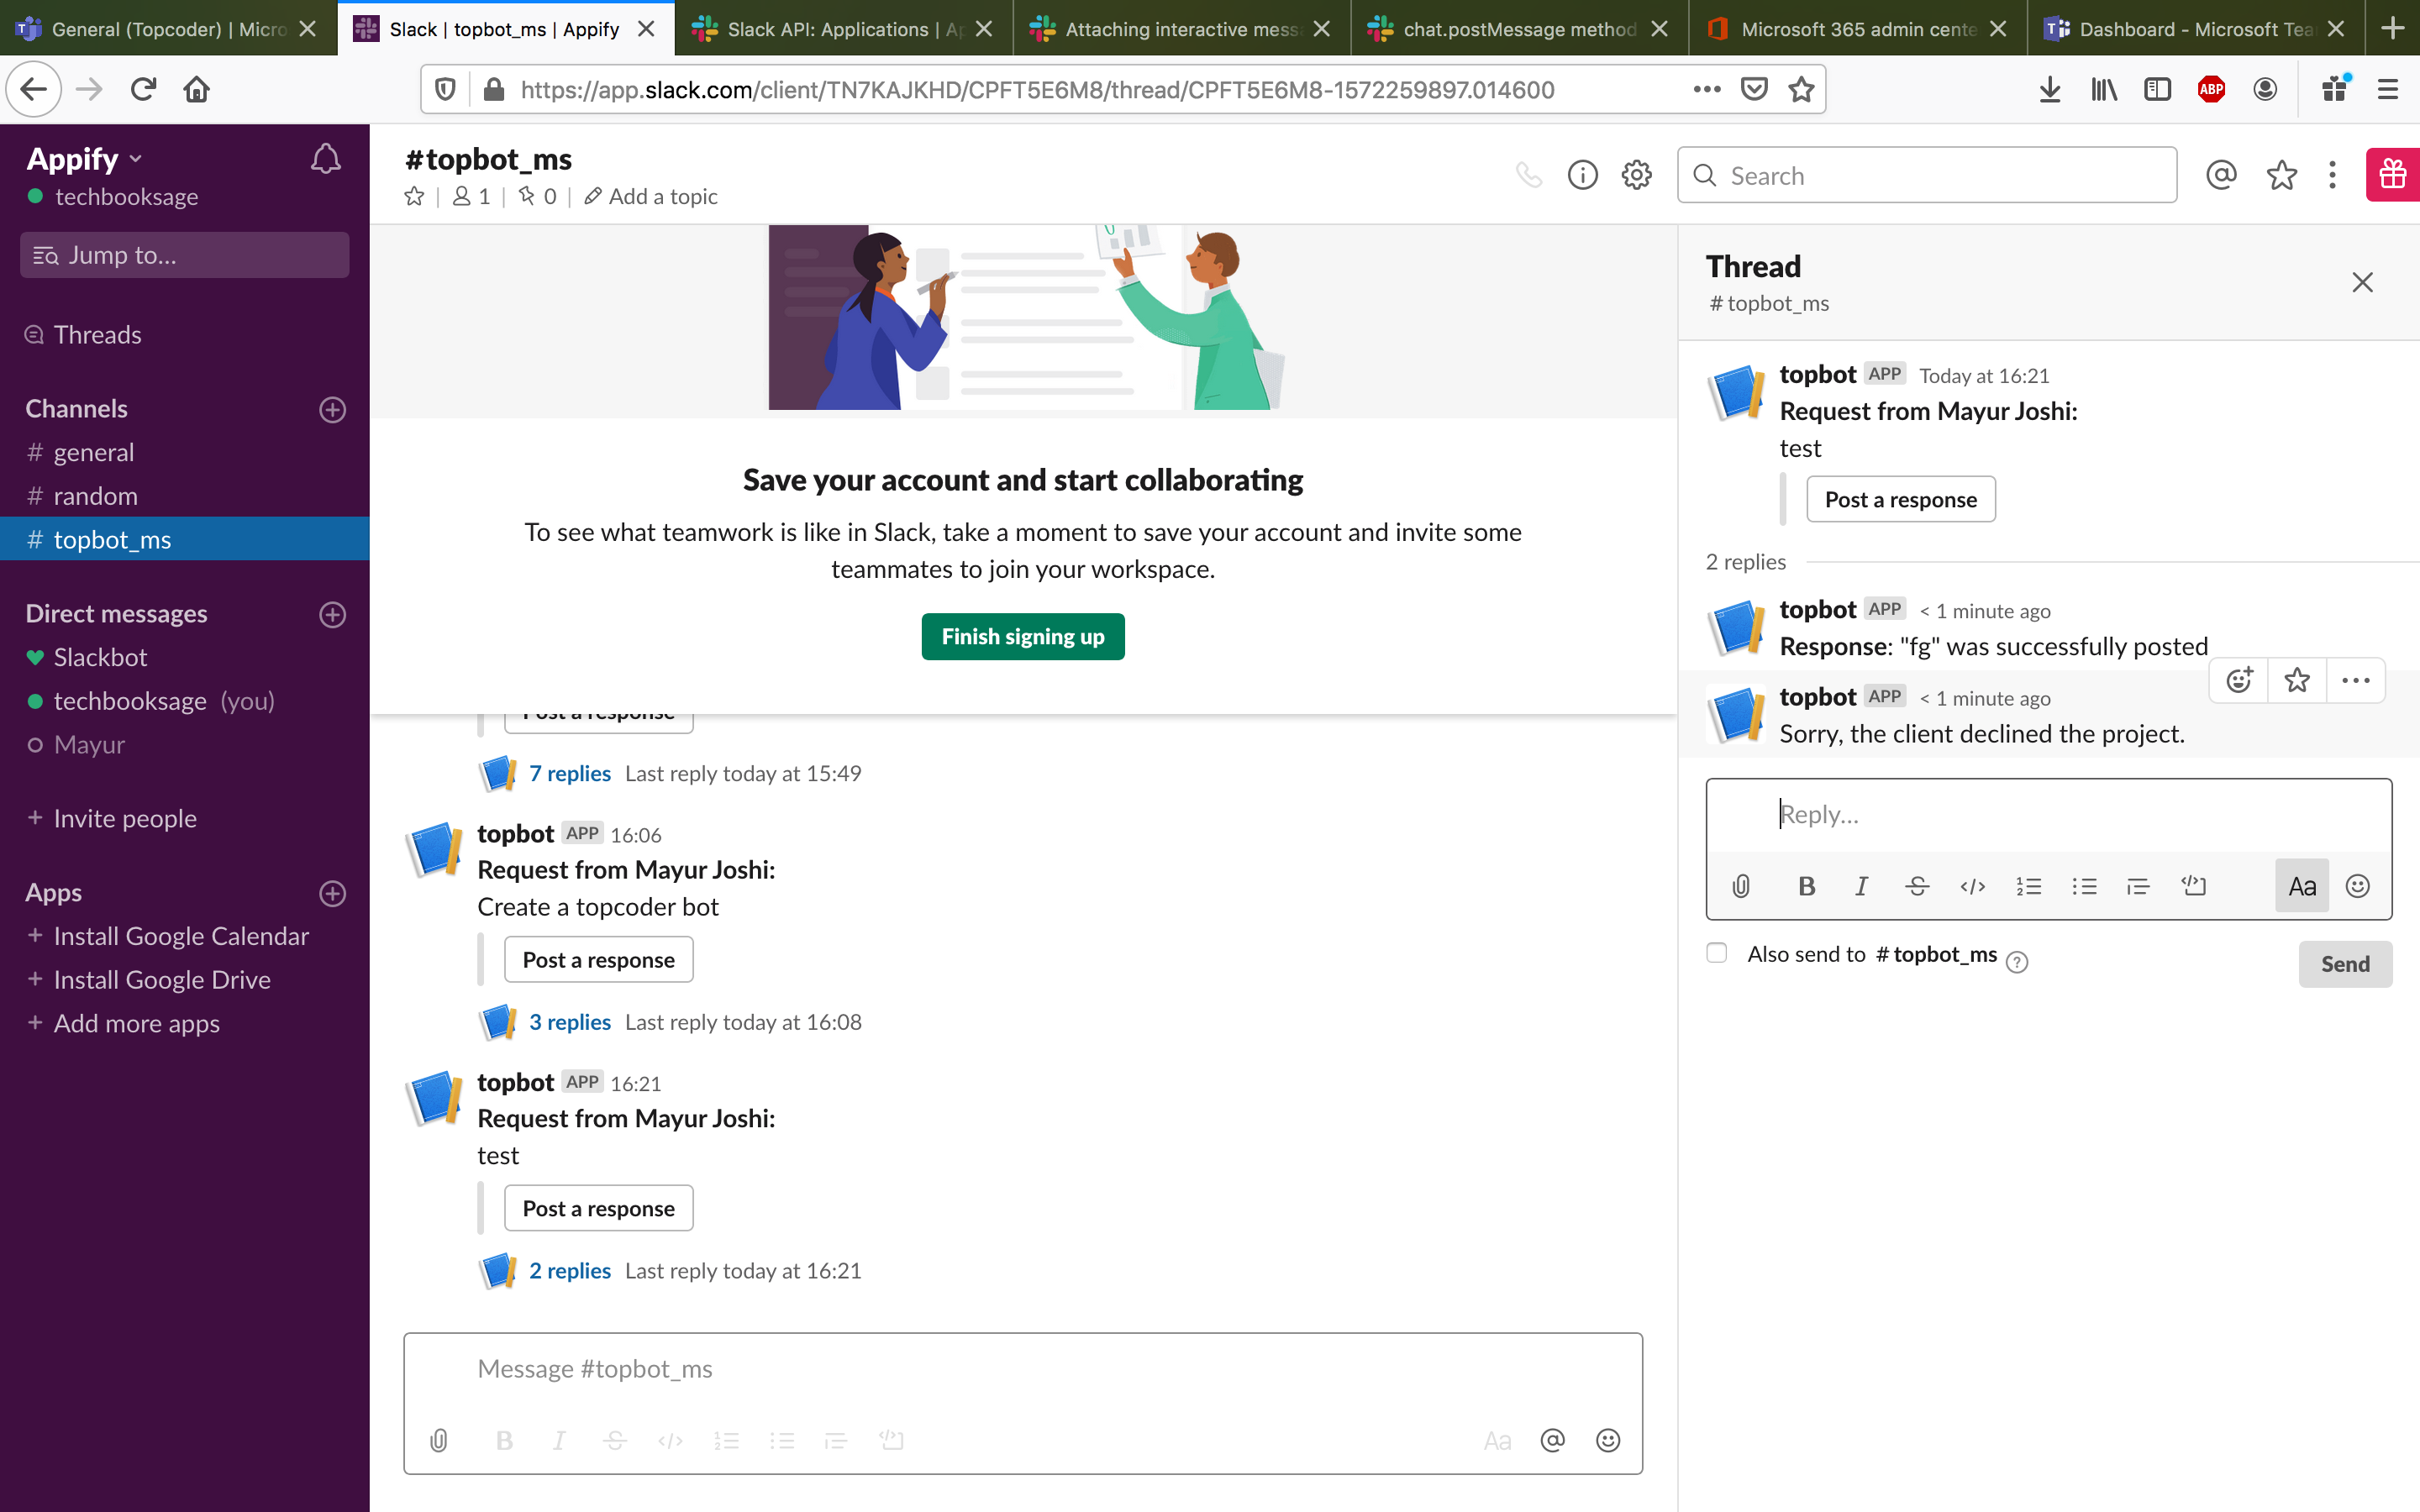 General (Topcoder) | Micro
Slack | topbot_ms | Appify
Slack API: Applications | Ap
Attaching interactive mess
chat.postMessage method
Microsoft 365 admin cente
Dashboard - Microsoft Tea
https://app.slack.com/client/TN7KAJKHD/CPFT5E6M8/thread/CPFT5E6M8-1572259897.014600
ABP
Appify
techbooksage
Jump to...
Threads
Channels
# general
# random
# topbot_ms
Direct messages
Slackbot
techbooksage (you)
Mayur
+ Invite people
Apps
+ Install Google Calendar
+ Install Google Drive
+ Add more apps
#topbot_ms
1 | 0 | Add a topic
Search
Save your account and start collaborating
To see what teamwork is like in Slack, take a moment to save your account and invite some
teammates to join your workspace.
Finish signing up
Post a response
7 replies Last reply today at 15:49
topbot APP 16:06
Request from Mayur Joshi:
Create a topcoder bot
Post a response
3 replies Last reply today at 16:08
topbot APP 16:21
Request from Mayur Joshi:
test
Post a response
2 replies Last reply today at 16:21
Message #topbot_ms
B I S </> Aa @
Thread
# topbot_ms
topbot APP Today at 16:21
Request from Mayur Joshi:
test
Post a response
2 replies
topbot APP < 1 minute ago
Response: "fg" was successfully posted
topbot APP < 1 minute ago
Sorry, the client declined the project.
Reply...
B I S </> Aa
Also send to # topbot_ms ?
Send